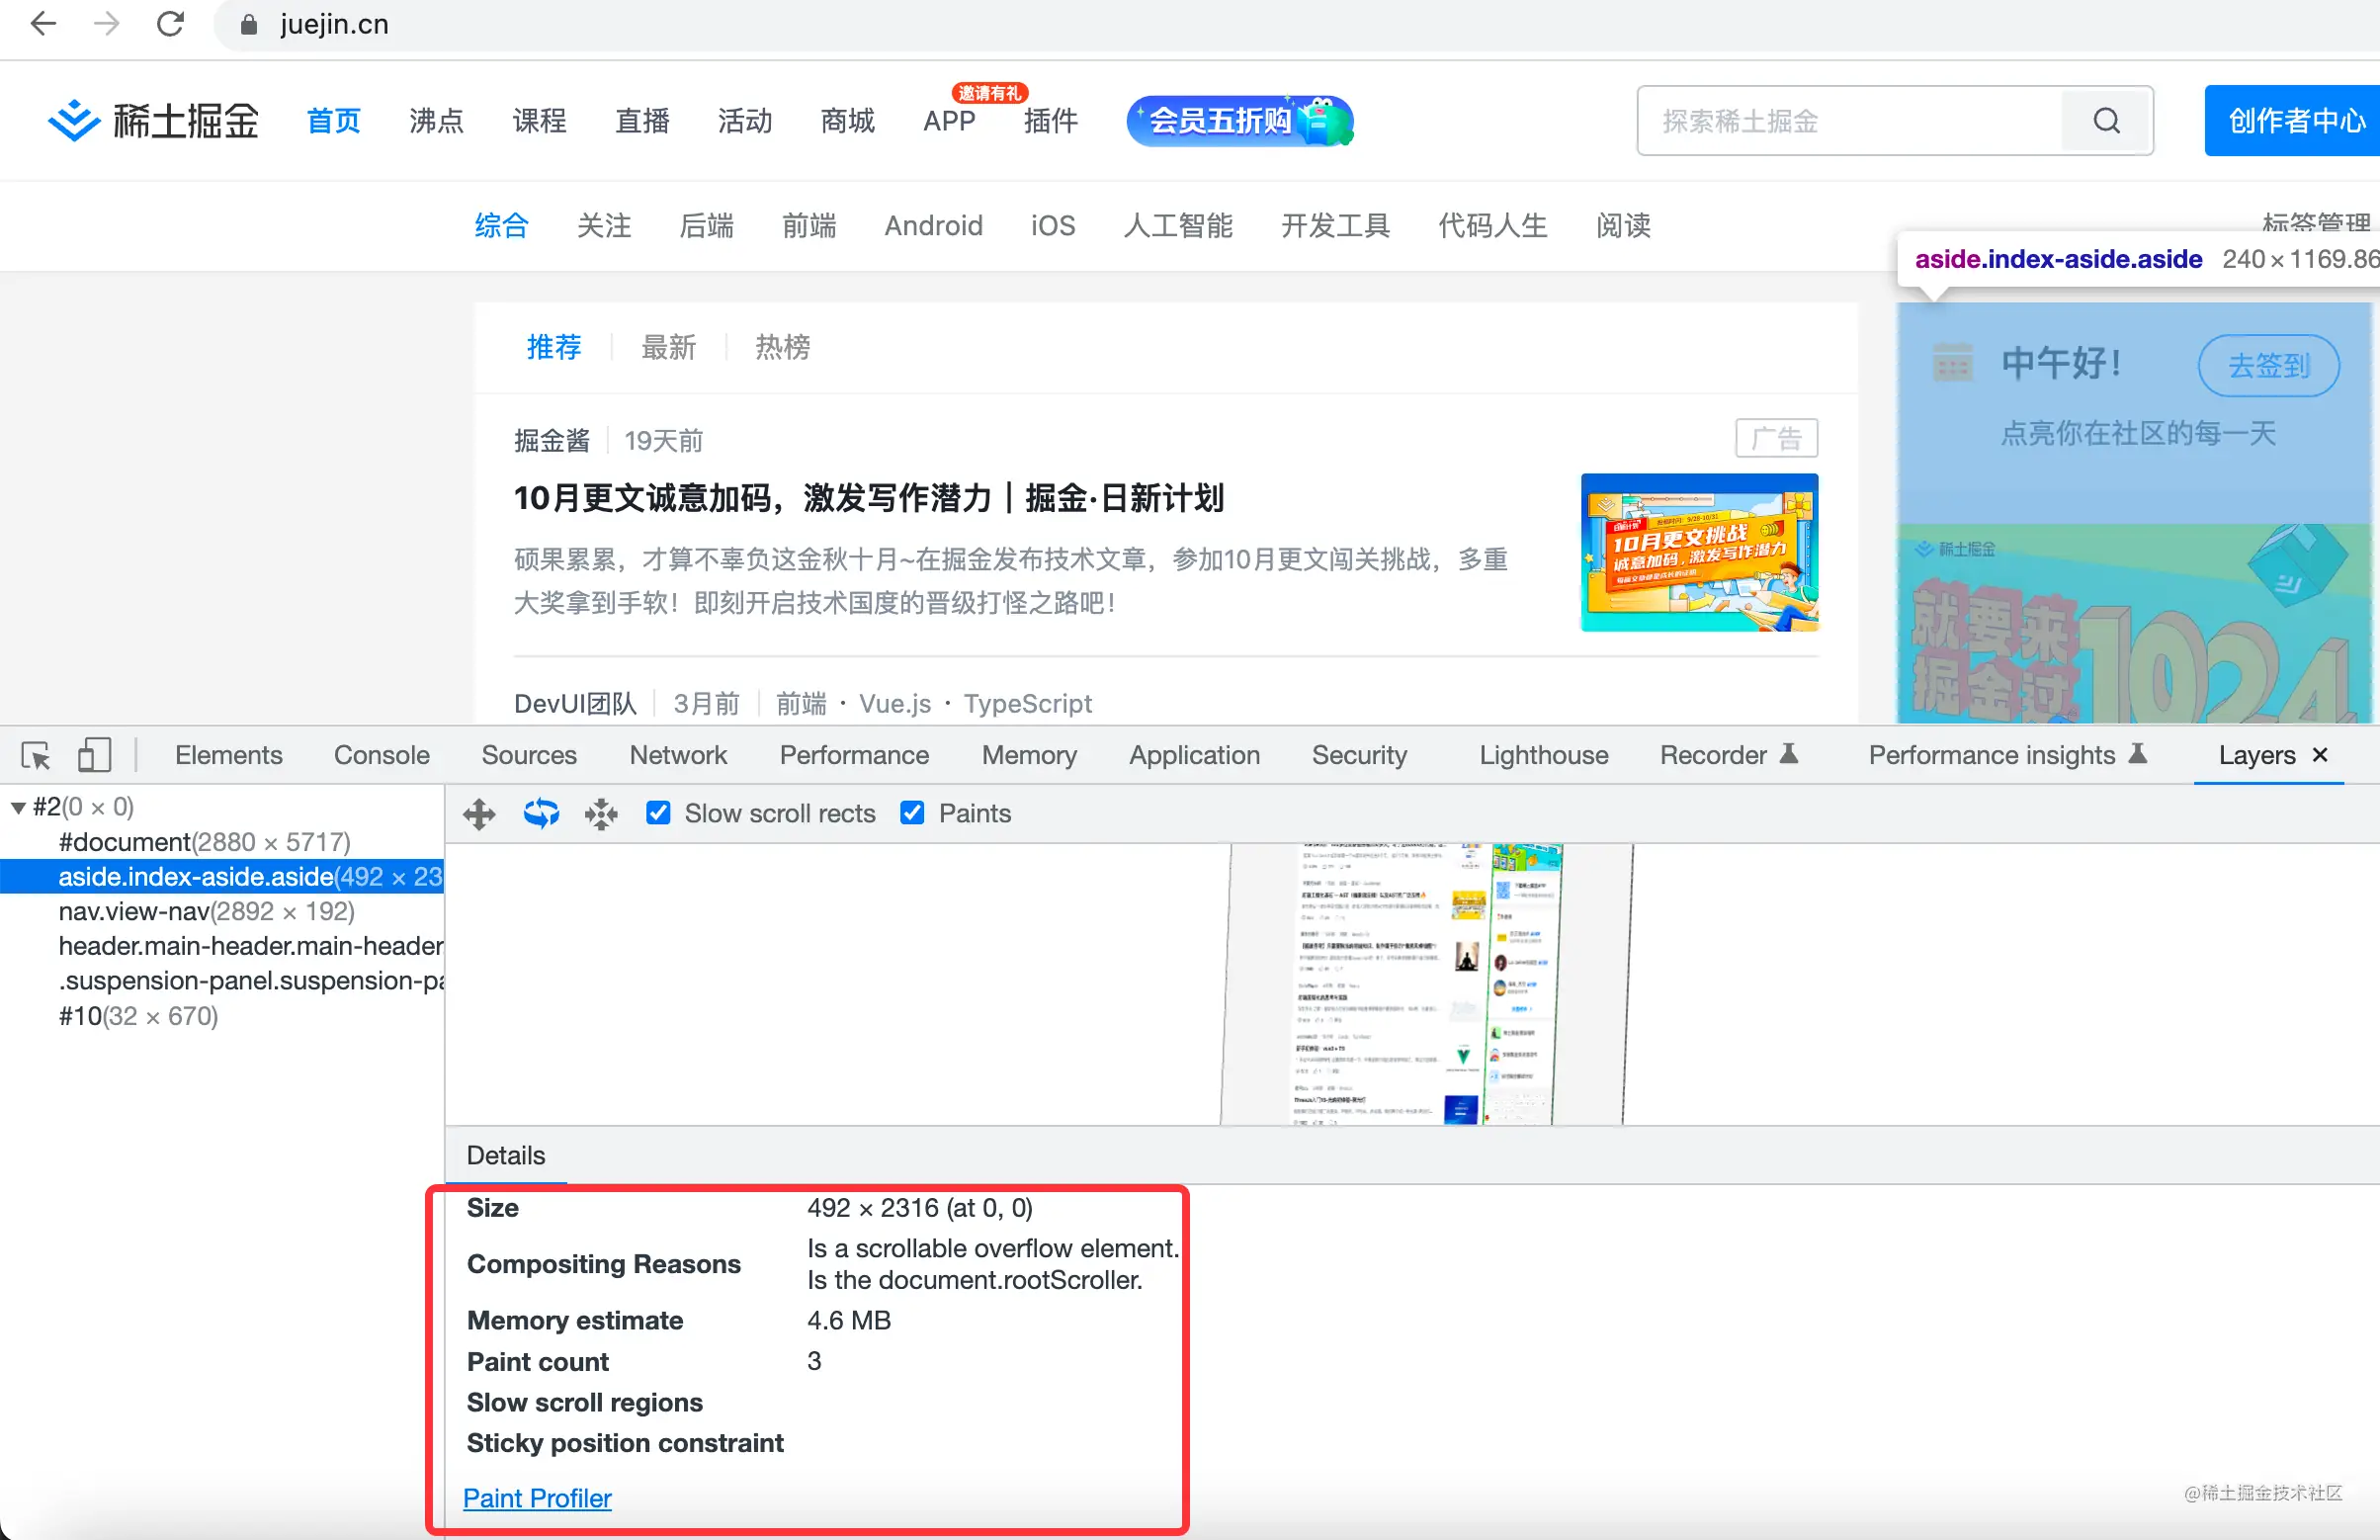 juejin.cn
稀土掘金 首页 沸点 课程 直播 活动 商城 APP 邀请有礼 插件 会员五折购 探索稀土掘金 创作者中心
综合 关注 后端 前端 Android iOS 人工智能 开发工具 代码人生 阅读 标签管理
aside.index-aside.aside 240×1169.86
推荐 最新 热榜
中午好！ 去签到
点亮你在社区的每一天
掘金酱 19天前 广告
10月更文诚意加码，激发写作潜力｜掘金·日新计划
硕果累累，才算不辜负这金秋十月~在掘金发布技术文章，参加10月更文闯关挑战，多重
大奖拿到手软！即刻开启技术国度的晋级打怪之路吧！
10月更文挑战
诚意加码，激发写作潜力
稀土掘金
就要来
掘金过
1024
DevUI团队 3月前 前端 · Vue.js · TypeScript
Elements Console Sources Network Performance Memory Application Security Lighthouse Recorder Performance insights Layers ×
#2(0 × 0)
#document(2880 × 5717)
aside.index-aside.aside(492 × 23
nav.view-nav(2892 × 192)
header.main-header.main-header
.suspension-panel.suspension-pa
#10(32 × 670)
Slow scroll rects Paints
Details
Size 492 × 2316 (at 0, 0)
Compositing Reasons Is a scrollable overflow element.
Is the document.rootScroller.
Memory estimate 4.6 MB
Paint count 3
Slow scroll regions
Sticky position constraint
Paint Profiler
@稀土掘金技术社区